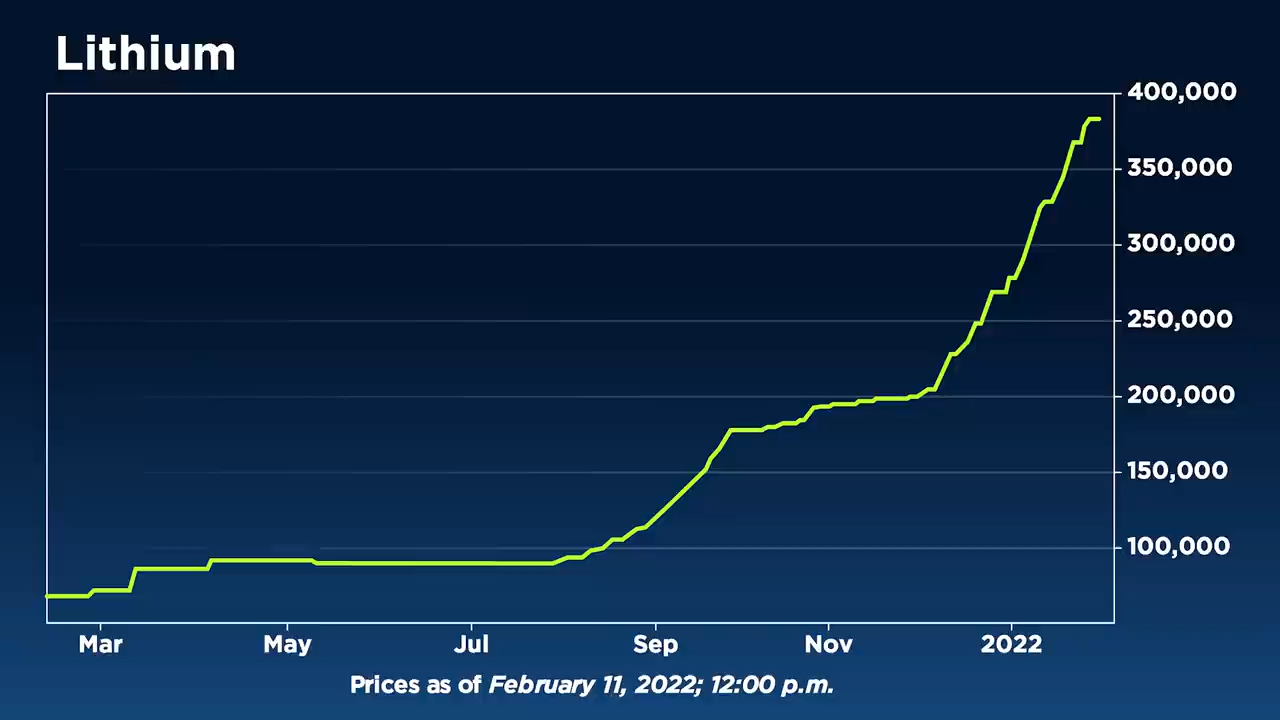 Lithium
400,000
350,000
300,000
250,000
200,000
150,000
100,000
Mar May Jul Sep Nov 2022
Prices as of February 11, 2022; 12:00 p.m.